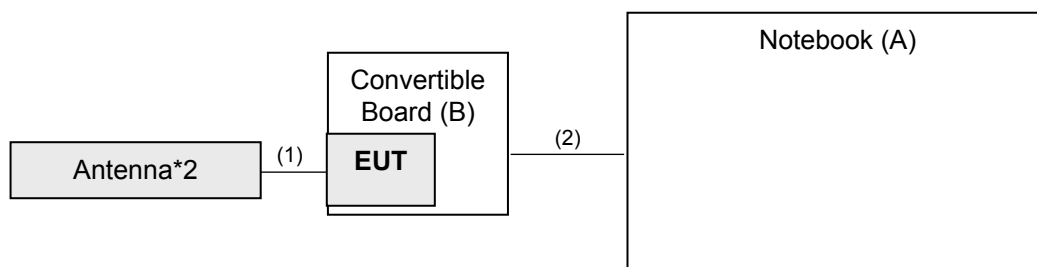 Notebook (A)
Convertible
Board (B)
(2)
(1)
EUT
Antenna*2